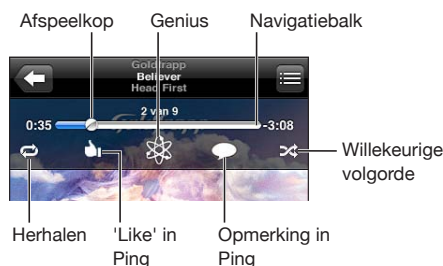 Afspeelkop Genius Navigatiebalk
Goldfrapp
Believer
Head First
2 van 9
0:35 -3:08
Willekeurige
volgorde
Herhalen 'Like' in Opmerking in
Ping Ping